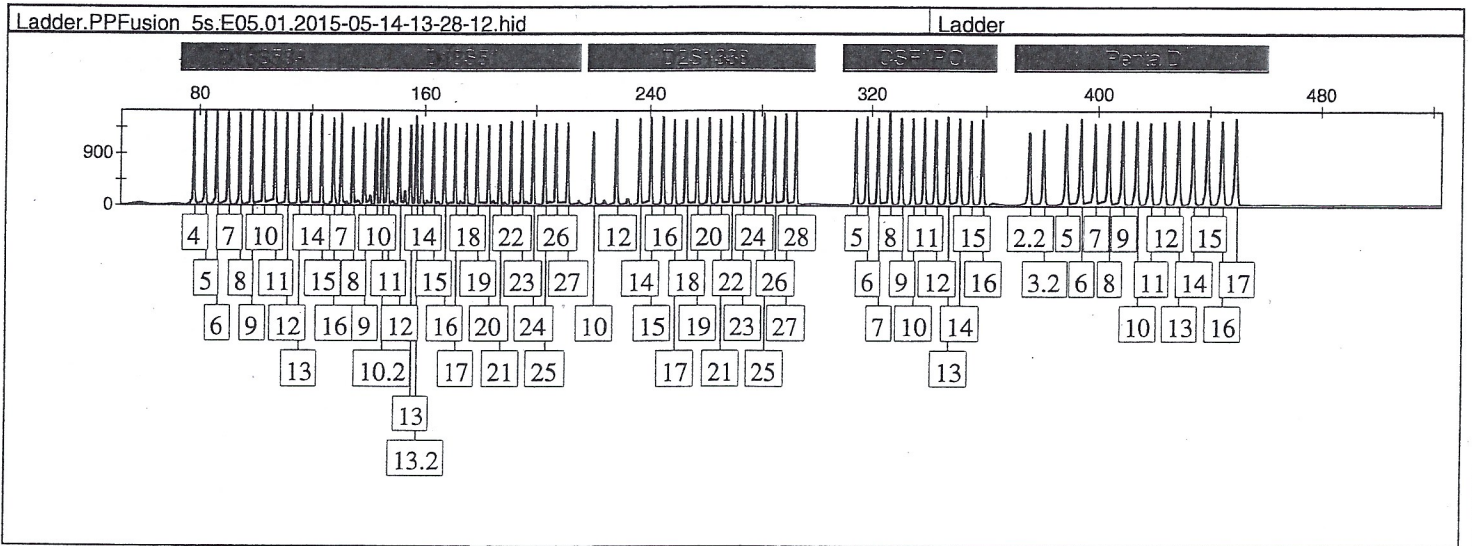 Ladder.PPFusion_5s.E05.01.2015-05-14-13-28-12.hid Ladder
D2S1338 CSF1PO Penta D
80 160 240 320 400 480
900
0
4 7 10 14 7 10 14 18 22 26 12 16 20 24 28 5 8 11 15 2.2 5 7 9 12 15
5 8 11 15 8 11 15 19 23 27 14 18 22 26 6 9 12 16 3.2 6 8 11 14 17
6 9 12 16 9 12 16 20 24 10 15 19 23 27 7 10 14 10 13 16
13 10.2 17 21 25 17 21 25 13
13
13.2